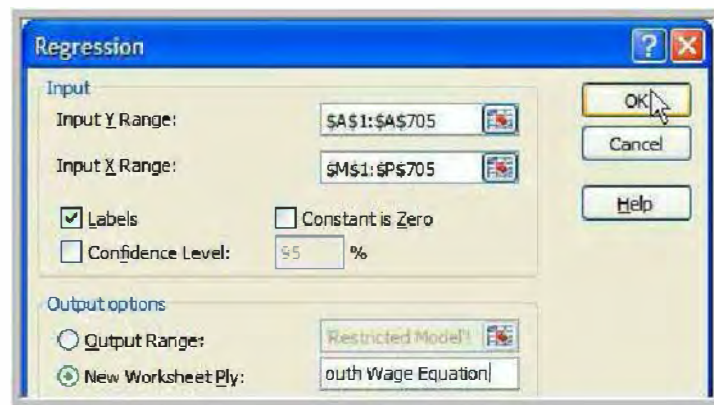 Regression
Input
Input Y Range: $A$1:$A$705
Input X Range: $M$1:$P$705
Labels Constant is Zero
Confidence Level: 95 %
OK
Cancel
Help
Output options
Output Range: 'Restricted Model'!
New Worksheet Ply: outh Wage Equation